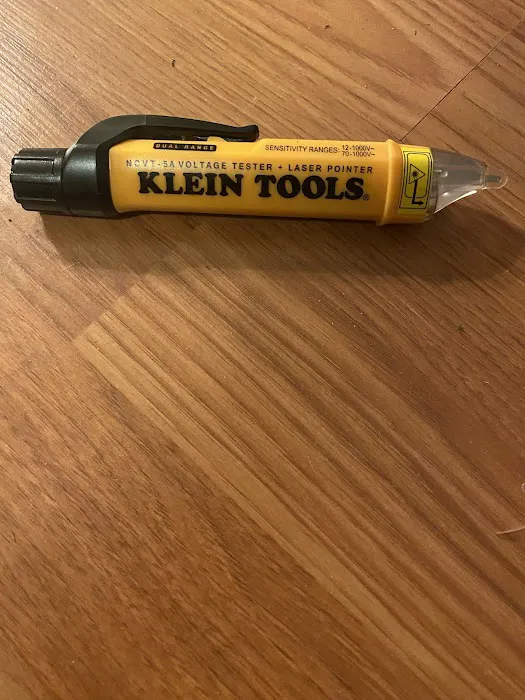 DUAL RANGE
SENSITIVITY RANGES: 12-1000V~
70-1000V~
NCVT-5A VOLTAGE TESTER + LASER POINTER
KLEIN TOOLS®